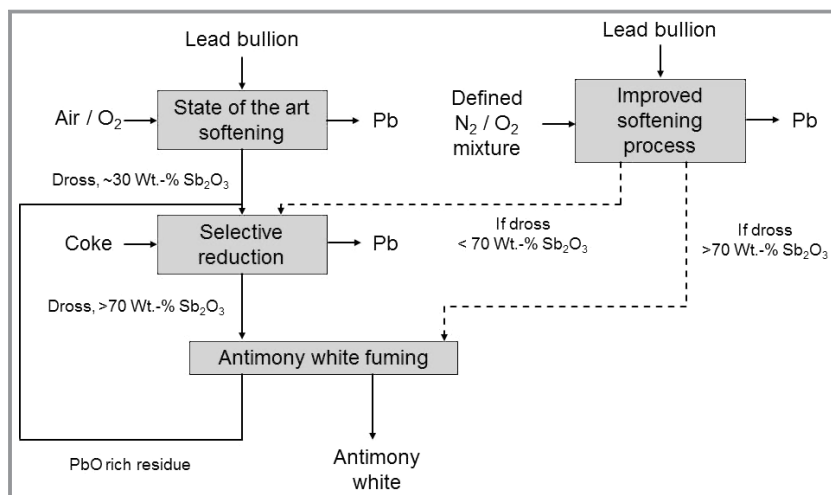 Lead bullion
Air / O₂
State of the art
softening
Pb
Dross, ~30 Wt.-% Sb₂O₃
Coke
Selective
reduction
Pb
Dross, >70 Wt.-% Sb₂O₃
Antimony white fuming
PbO rich residue
Antimony
white
Lead bullion
Defined
N₂ / O₂
mixture
Improved
softening
process
Pb
If dross
< 70 Wt.-% Sb₂O₃
If dross
>70 Wt.-% Sb₂O₃